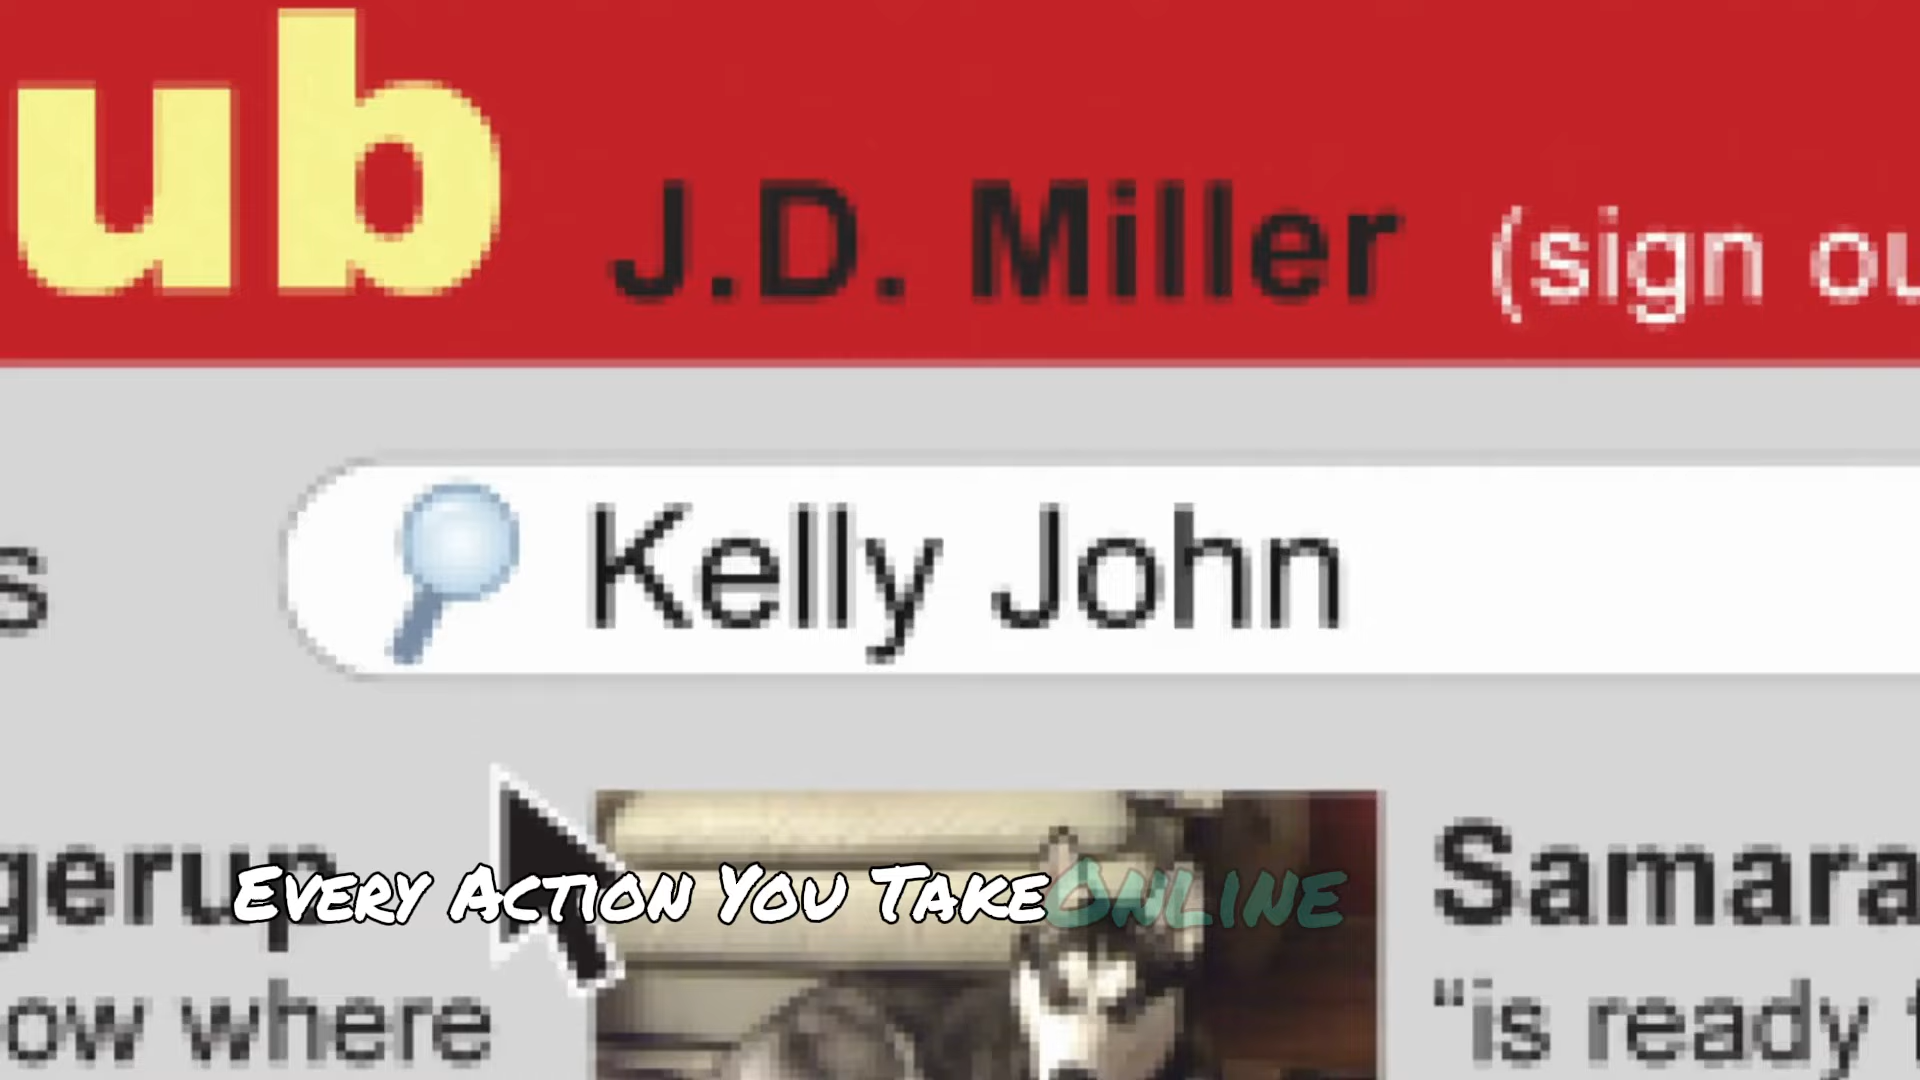 ub J.D. Miller (sign ou
s Kelly John
gerup Samara
Every Action You Take Online
ow where "is ready f